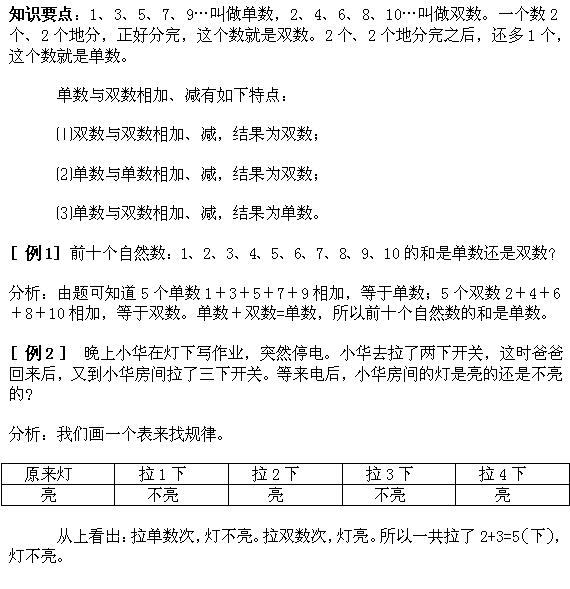 知识要点：1、3、5、7、9…叫做单数，2、4、6、8、10…叫做双数。一个数2
个、2个地分，正好分完，这个数就是双数。2个、2个地分完之后，还多1个，
这个数就是单数。
单数与双数相加、减有如下特点：
⑴双数与双数相加、减，结果为双数；
⑵单数与单数相加、减，结果为双数；
⑶单数与双数相加、减，结果为单数。
[ 例1] 前十个自然数：1、2、3、4、5、6、7、8、9、10的和是单数还是双数?
分析：由题可知道5个单数1＋3＋5＋7＋9相加，等于单数；5个双数2＋4＋6
＋8＋10相加，等于双数。单数＋双数=单数，所以前十个自然数的和是单数。
[ 例2 ] 晚上小华在灯下写作业，突然停电。小华去拉了两下开关，这时爸爸
回来后，又到小华房间拉了三下开关。等来电后，小华房间的灯是亮的还是不亮
的?
分析：我们画一个表来找规律。
原来灯 拉1下 拉2下 拉3下 拉4下
亮 不亮 亮 不亮 亮
从上看出：拉单数次，灯不亮。拉双数次，灯亮。所以一共拉了2+3=5(下)，
灯不亮。